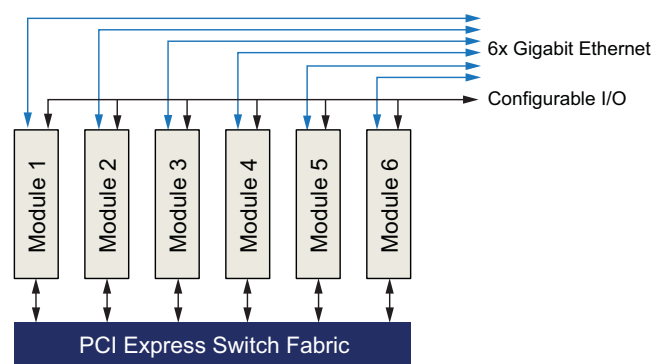 6x Gigabit Ethernet
Configurable I/O
Module 1
Module 2
Module 3
Module 4
Module 5
Module 6
PCI Express Switch Fabric